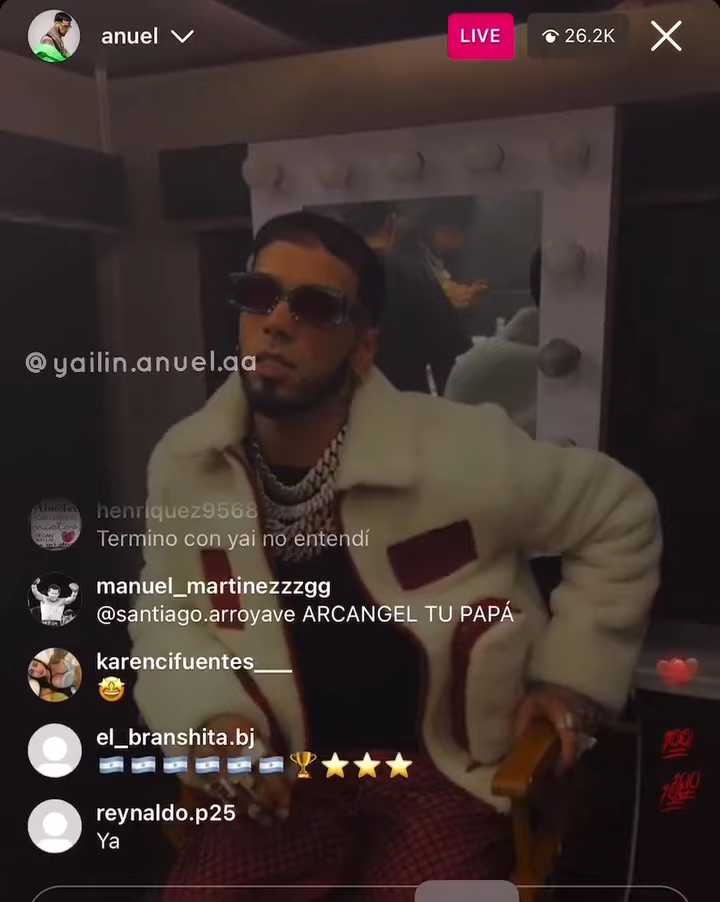 anuel
LIVE
26.2K
@yailin.anuel.aa
henriquez9568
Termino con yai no entendí
manuel_martinezzzgg
@santiago.arroyave ARCANGEL TU PAPÁ
karencifuentes___
🤩
el_branshita.bj
🇦🇷🇦🇷🇦🇷🇦🇷🇦🇷🇦🇷🏆⭐⭐⭐
reynaldo.p25
Ya
💯
💯